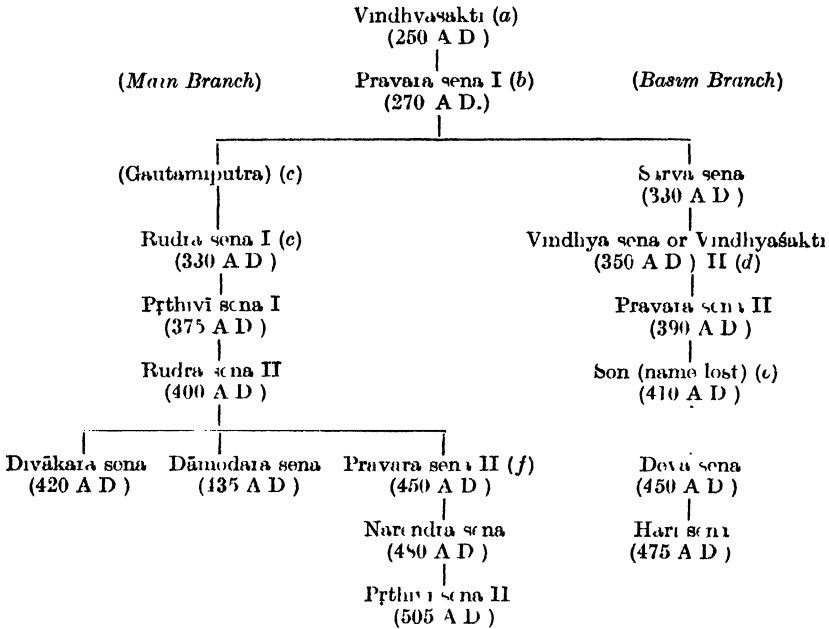 Vindhyaśakti (a)
(250 A D )
(Main Branch) Pravara sena I (b) (Basim Branch)
(270 A D.)
(Gautamiputra) (c) Sarva sena
(330 A D )
Rudra sena I (c) Vindhya sena or Vindhyaśakti
(330 A D ) (350 A D ) II (d)
Pṛthivī sena I Pravara sena II
(375 A D ) (390 A D )
Rudra sena II Son (name lost) (e)
(400 A D ) (410 A D )
Divākara sena Dāmodara sena Pravara sena II (f) Deva sena
(420 A D ) (435 A D ) (450 A D ) (450 A D )
Narendra sena Hari sena
(480 A D ) (475 A D )
Pṛthivi sena II
(505 A D )